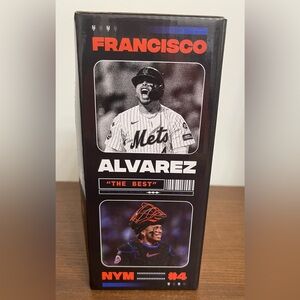 FRANCISCO
Mets
ALVAREZ
"THE BEST"
NYM #4